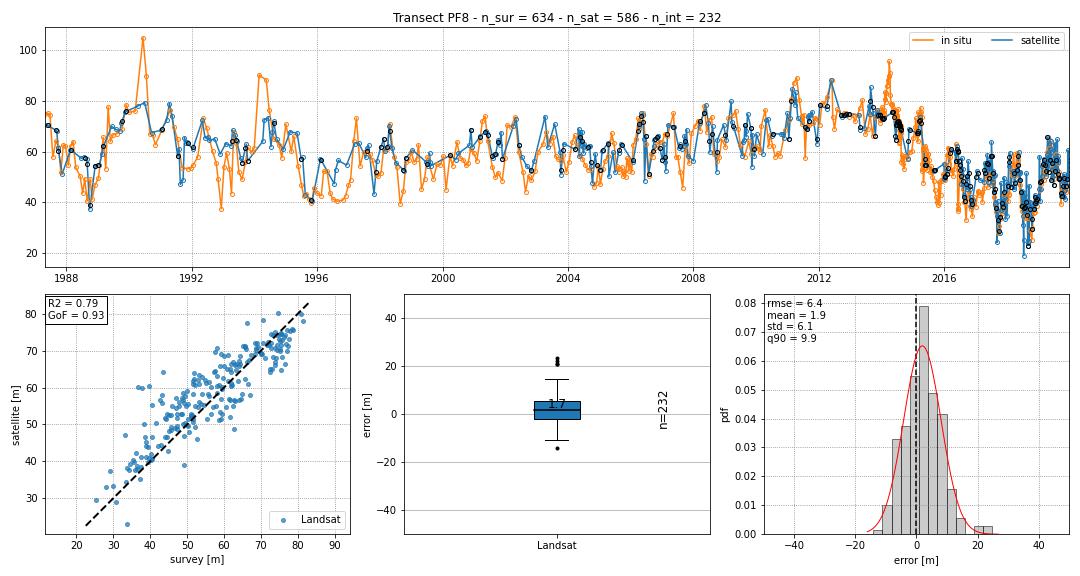 Transect PF8 - n_sur = 634 - n_sat = 586 - n_int = 232
in situ
satellite
100
80
60
40
20
1988
1992
1996
2000
2004
2008
2012
2016
R2 = 0.79
GoF = 0.93
satellite [m]
80
70
60
50
40
30
20
30
40
50
60
70
80
90
survey [m]
Landsat
error [m]
40
20
0
−20
−40
1.7
n=232
Landsat
rmse = 6.4
mean = 1.9
std = 6.1
q90 = 9.9
pdf
0.08
0.07
0.06
0.05
0.04
0.03
0.02
0.01
0.00
−40
−20
0
20
40
error [m]